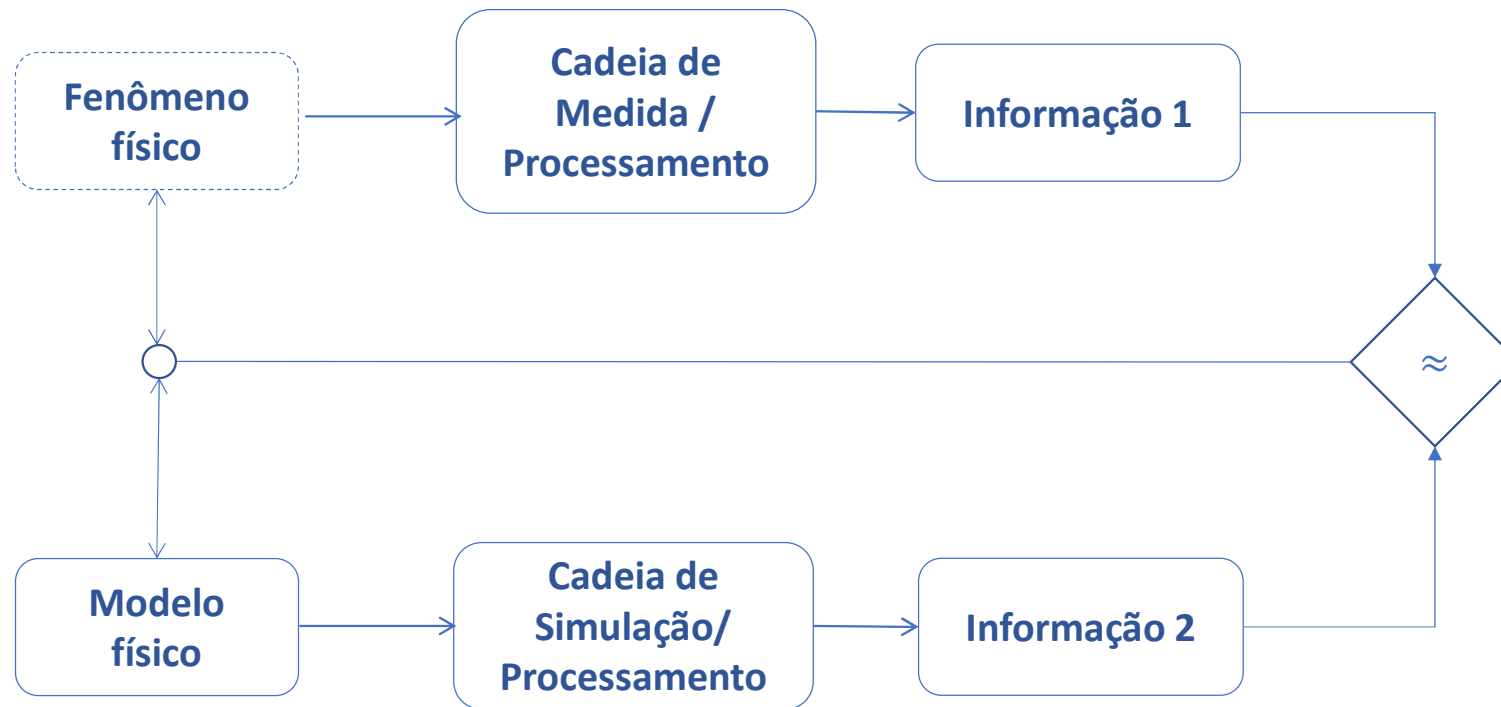 Fenômeno
físico
Cadeia de
Medida /
Processamento
Informação 1
≈
Modelo
físico
Cadeia de
Simulação/
Processamento
Informação 2